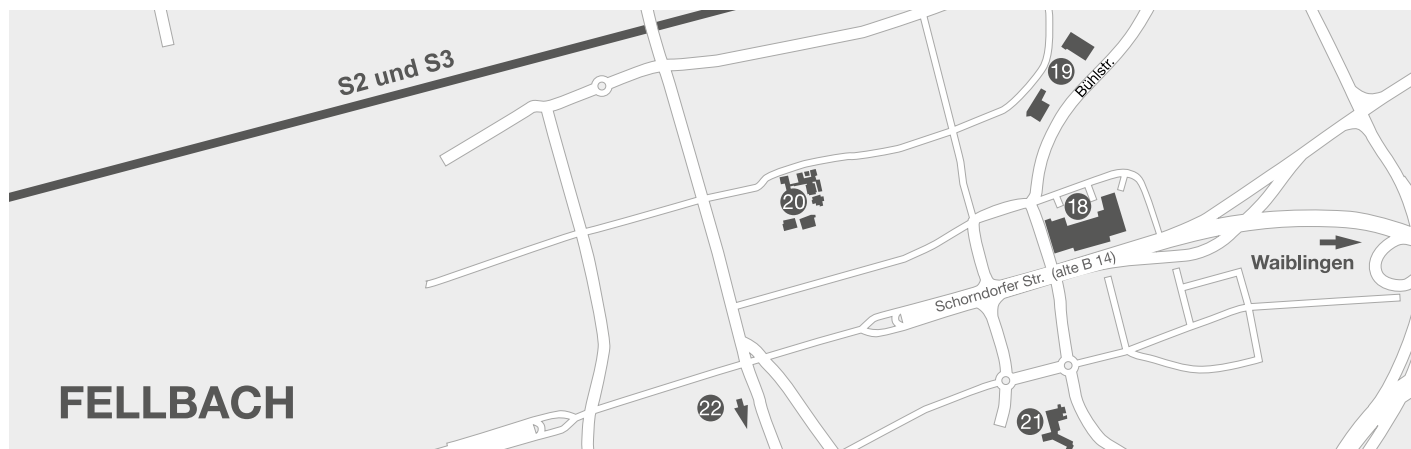 S2 und S3
19
Bühlstr.
20
18
Waiblingen
Schorndorfer Str. (alte B 14)
FELLBACH
22
21